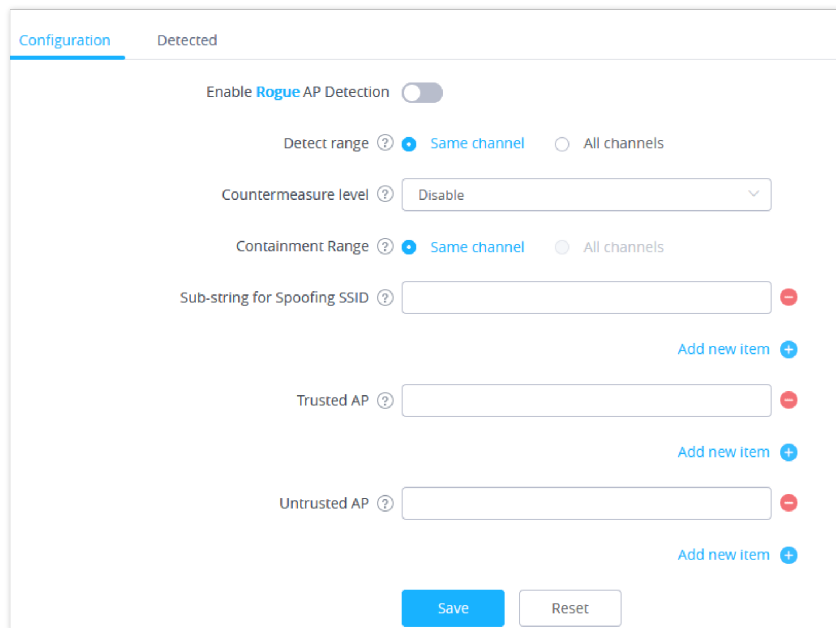 Configuration Detected
Enable Rogue AP Detection
Detect range ? Same channel All channels
Countermeasure level ? Disable
Containment Range ? Same channel All channels
Sub-string for Spoofing SSID ?
Add new item
Trusted AP ?
Add new item
Untrusted AP ?
Add new item
Save Reset